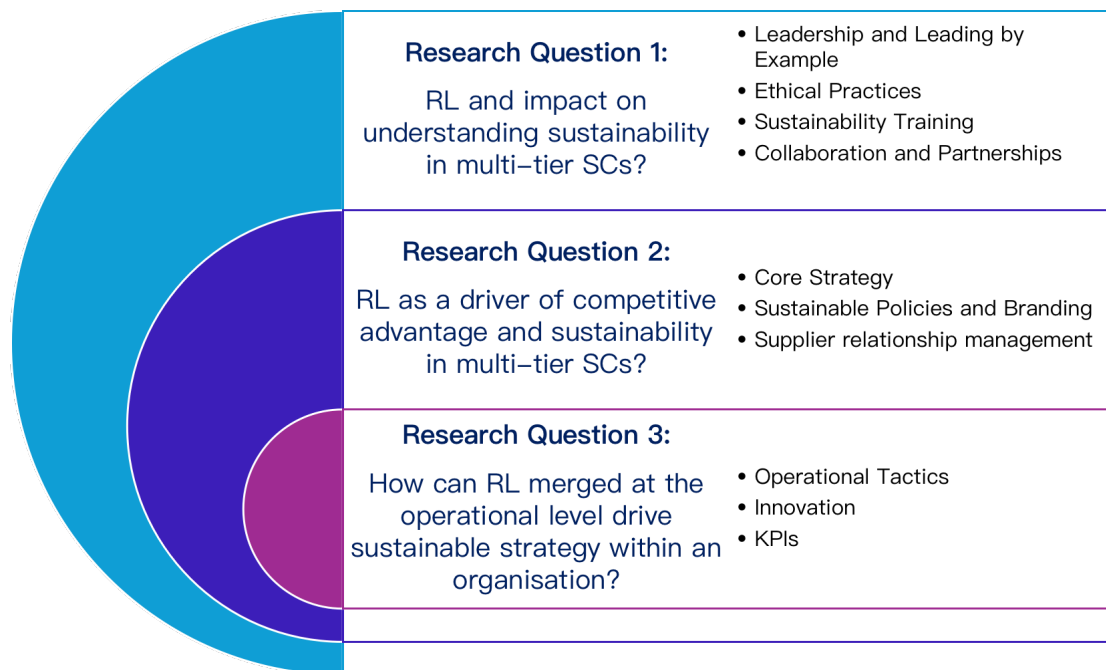 Research Question 1:
RL and impact on
understanding sustainability
in multi-tier SCs?
• Leadership and Leading by
Example
• Ethical Practices
• Sustainability Training
• Collaboration and Partnerships
Research Question 2:
RL as a driver of competitive
advantage and sustainability
in multi-tier SCs?
• Core Strategy
• Sustainable Policies and Branding
• Supplier relationship management
Research Question 3:
How can RL merged at the
operational level drive
sustainable strategy within an
organisation?
• Operational Tactics
• Innovation
• KPIs